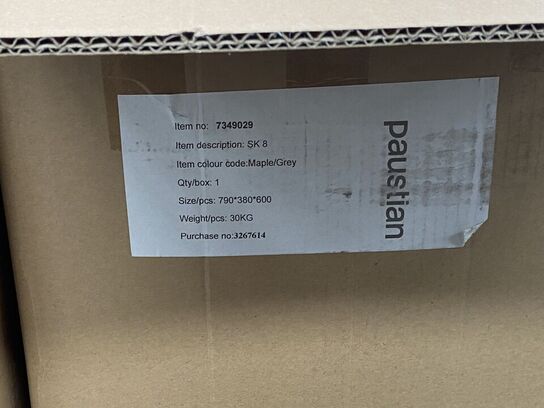 Item no: 7349029
Item description: SK 8
Item colour code:Maple/Grey
Qty/box: 1
Size/pcs: 790*380*600
Weight/pcs: 30KG
Purchase no:3267614
paustian